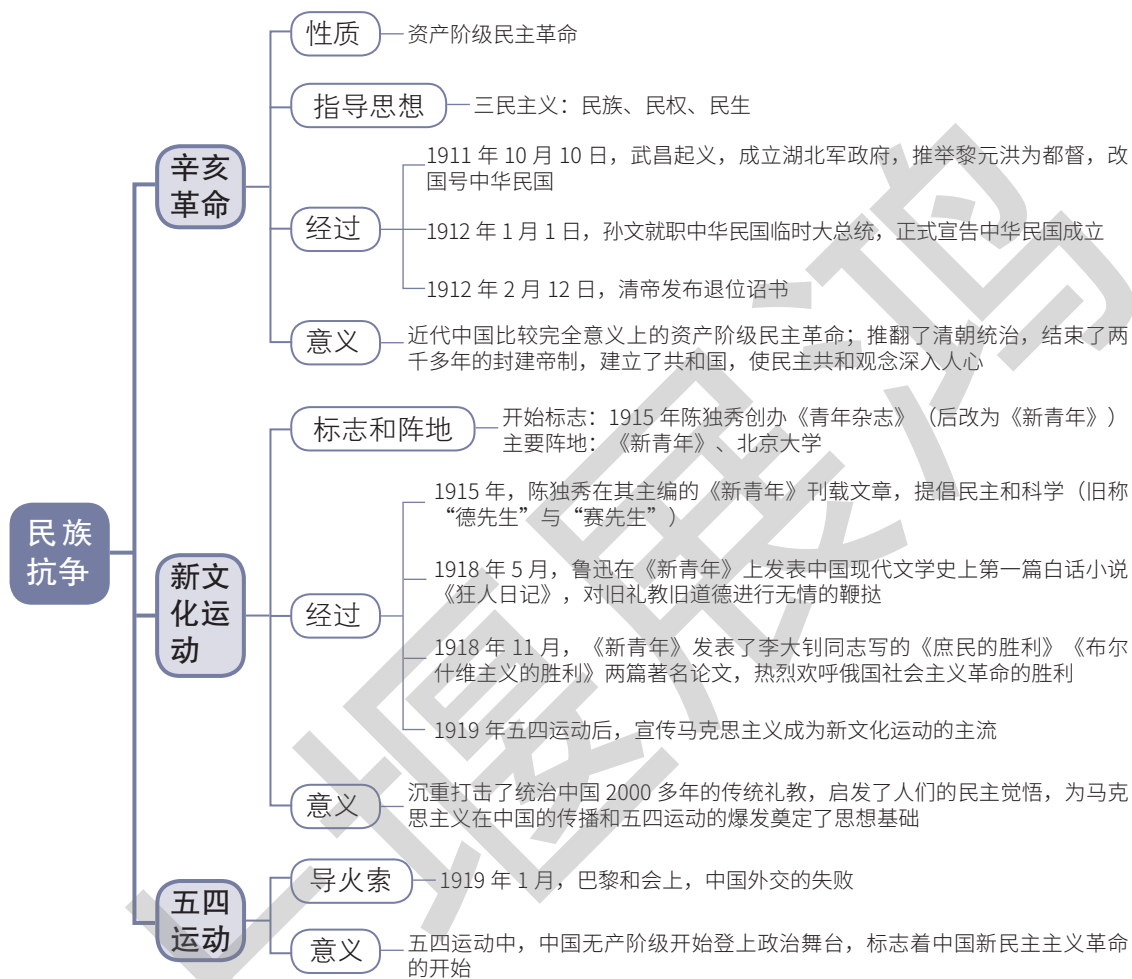 民族
抗争
辛亥
革命
性质
资产阶级民主革命
指导思想
三民主义：民族、民权、民生
经过
1911 年 10 月 10 日，武昌起义，成立湖北军政府，推举黎元洪为都督，改
国号中华民国
1912 年 1 月 1 日，孙文就职中华民国临时大总统，正式宣告中华民国成立
1912 年 2 月 12 日，清帝发布退位诏书
意义
近代中国比较完全意义上的资产阶级民主革命；推翻了清朝统治，结束了两
千多年的封建帝制，建立了共和国，使民主共和观念深入人心
新文
化运
动
标志和阵地
开始标志：1915 年陈独秀创办《青年杂志》（后改为《新青年》）
主要阵地：《新青年》、北京大学
经过
1915 年，陈独秀在其主编的《新青年》刊载文章，提倡民主和科学（旧称
“德先生”与“赛先生”）
1918 年 5 月，鲁迅在《新青年》上发表中国现代文学史上第一篇白话小说
《狂人日记》，对旧礼教旧道德进行无情的鞭挞
1918 年 11 月，《新青年》发表了李大钊同志写的《庶民的胜利》《布尔
什维主义的胜利》两篇著名论文，热烈欢呼俄国社会主义革命的胜利
1919 年五四运动后，宣传马克思主义成为新文化运动的主流
意义
沉重打击了统治中国 2000 多年的传统礼教，启发了人们的民主觉悟，为马克
思主义在中国的传播和五四运动的爆发奠定了思想基础
五四
运动
导火索
1919 年 1 月，巴黎和会上，中国外交的失败
意义
五四运动中，中国无产阶级开始登上政治舞台，标志着中国新民主主义革命
的开始
展鸿